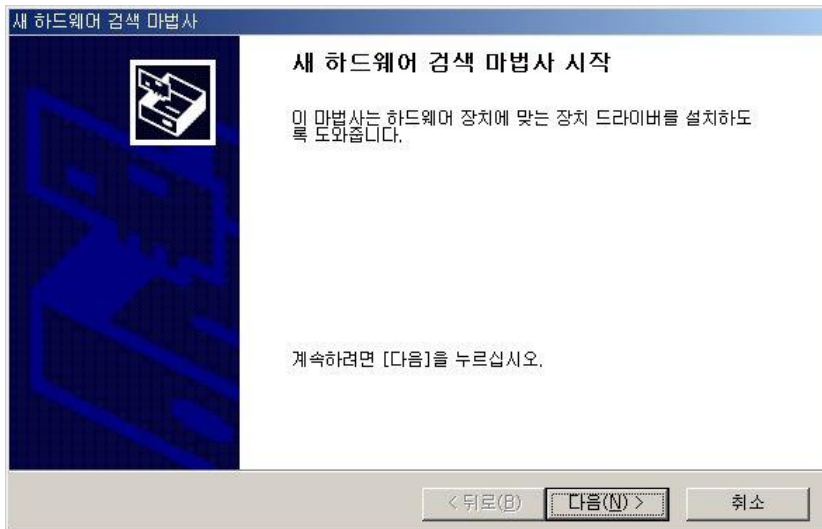 새 하드웨어 검색 마법사
새 하드웨어 검색 마법사 시작
이 마법사는 하드웨어 장치에 맞는 장치 드라이버를 설치하도
록 도와줍니다.
계속하려면 [다음]을 누르십시오.
< 뒤로(B) 다음(N) > 취소